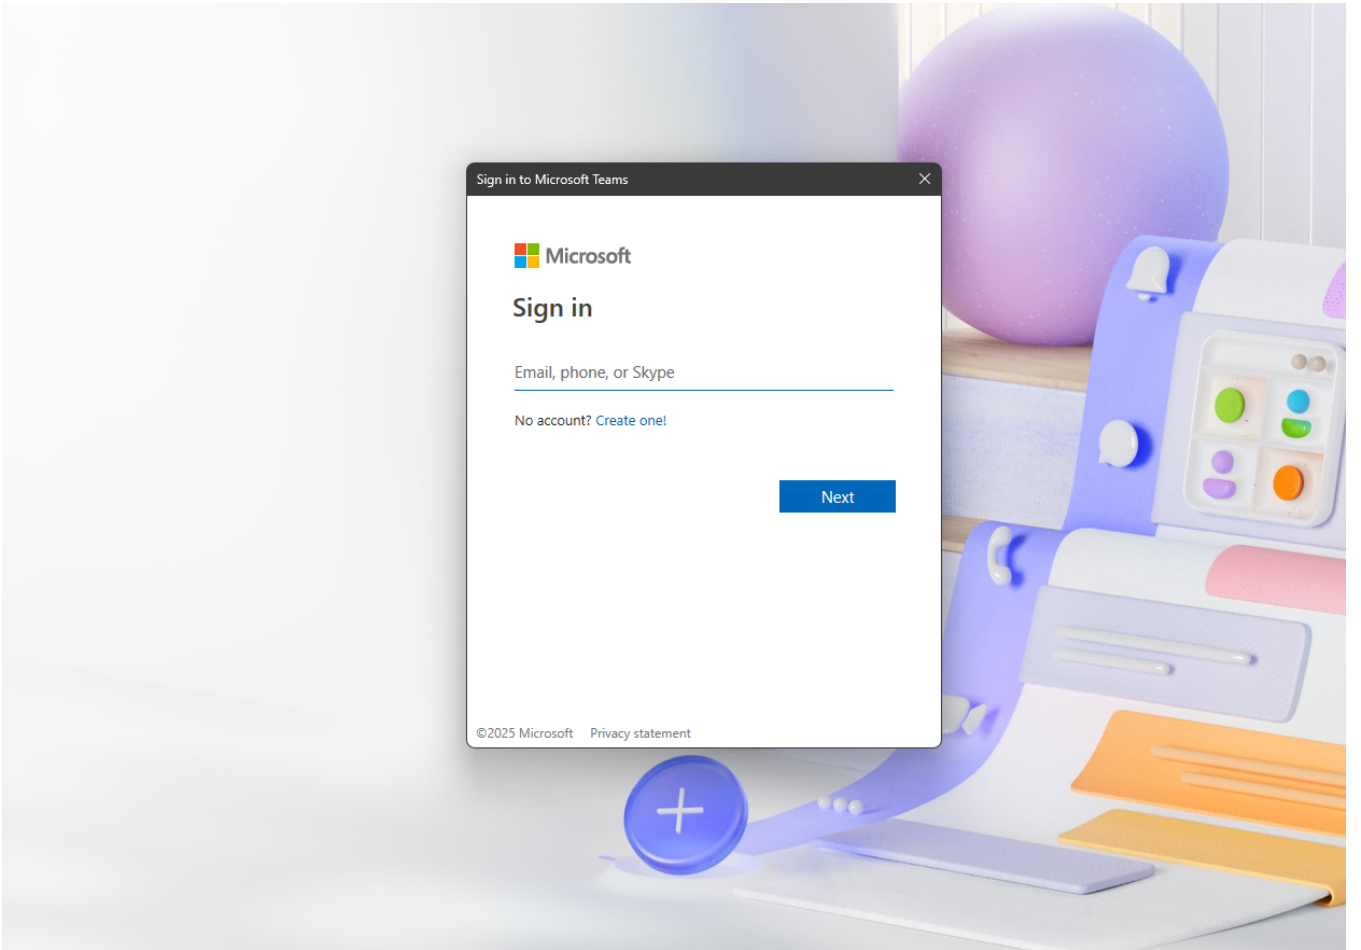 Sign in to Microsoft Teams
Microsoft
Sign in
Email, phone, or Skype
No account? Create one!
Next
©2025 Microsoft Privacy statement